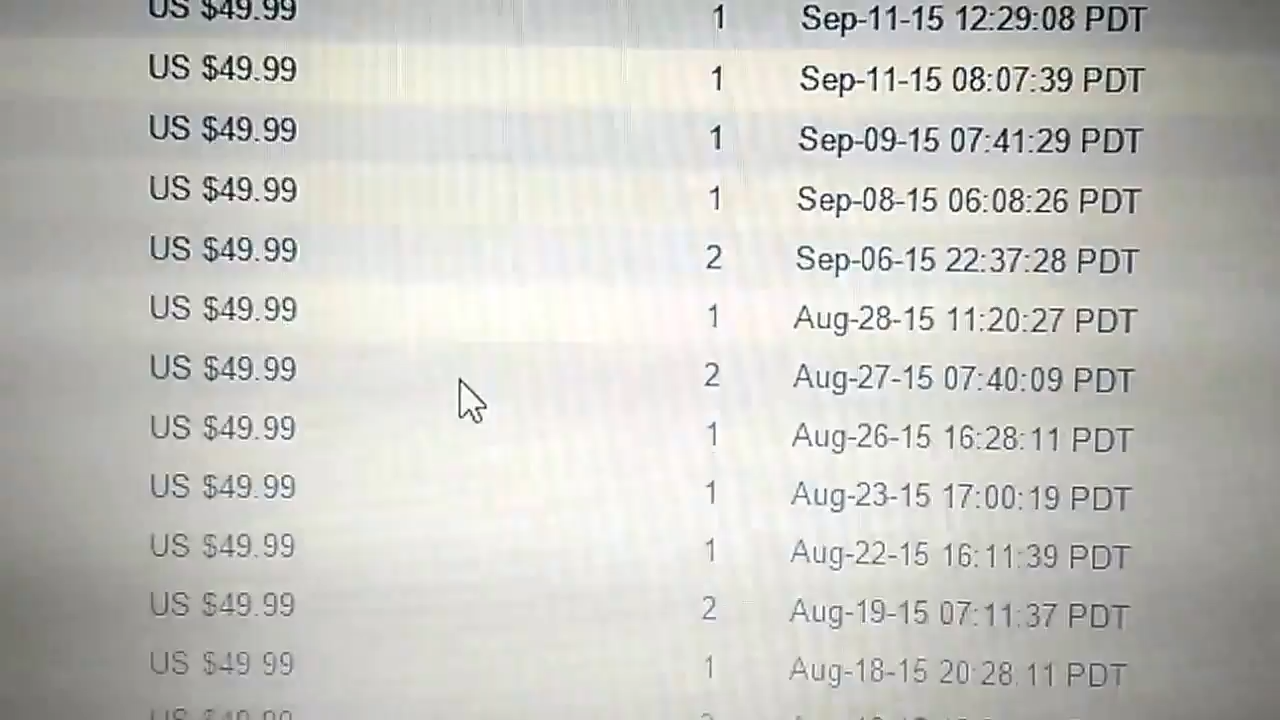 US $49.99 1 Sep-11-15 12:29:08 PDT
US $49.99 1 Sep-11-15 08:07:39 PDT
US $49.99 1 Sep-09-15 07:41:29 PDT
US $49.99 1 Sep-08-15 06:08:26 PDT
US $49.99 2 Sep-06-15 22:37:28 PDT
US $49.99 1 Aug-28-15 11:20:27 PDT
US $49.99 2 Aug-27-15 07:40:09 PDT
US $49.99 1 Aug-26-15 16:28:11 PDT
US $49.99 1 Aug-23-15 17:00:19 PDT
US $49.99 1 Aug-22-15 16:11:39 PDT
US $49.99 2 Aug-19-15 07:11:37 PDT
US $49.99 1 Aug-18-15 20:28:11 PDT
US $49.99